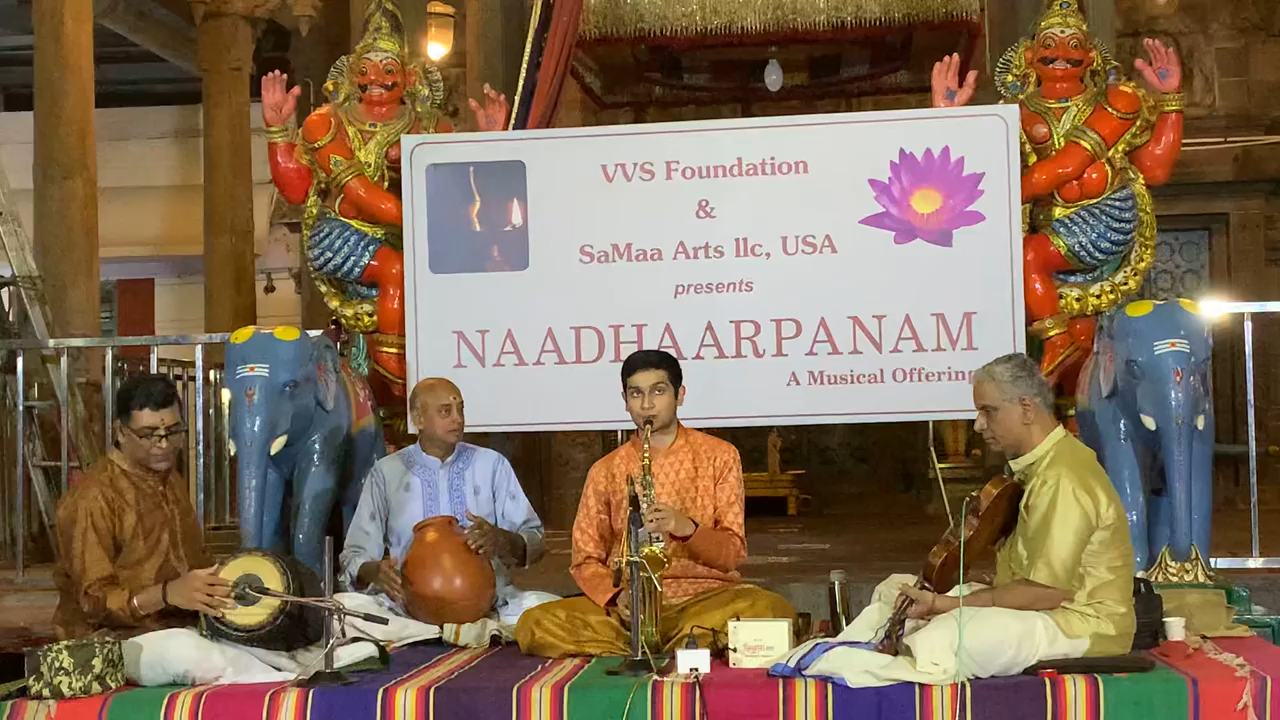 VVS Foundation
&
SaMaa Arts llc, USA
presents
NAADHAARPANAM
A Musical Offering